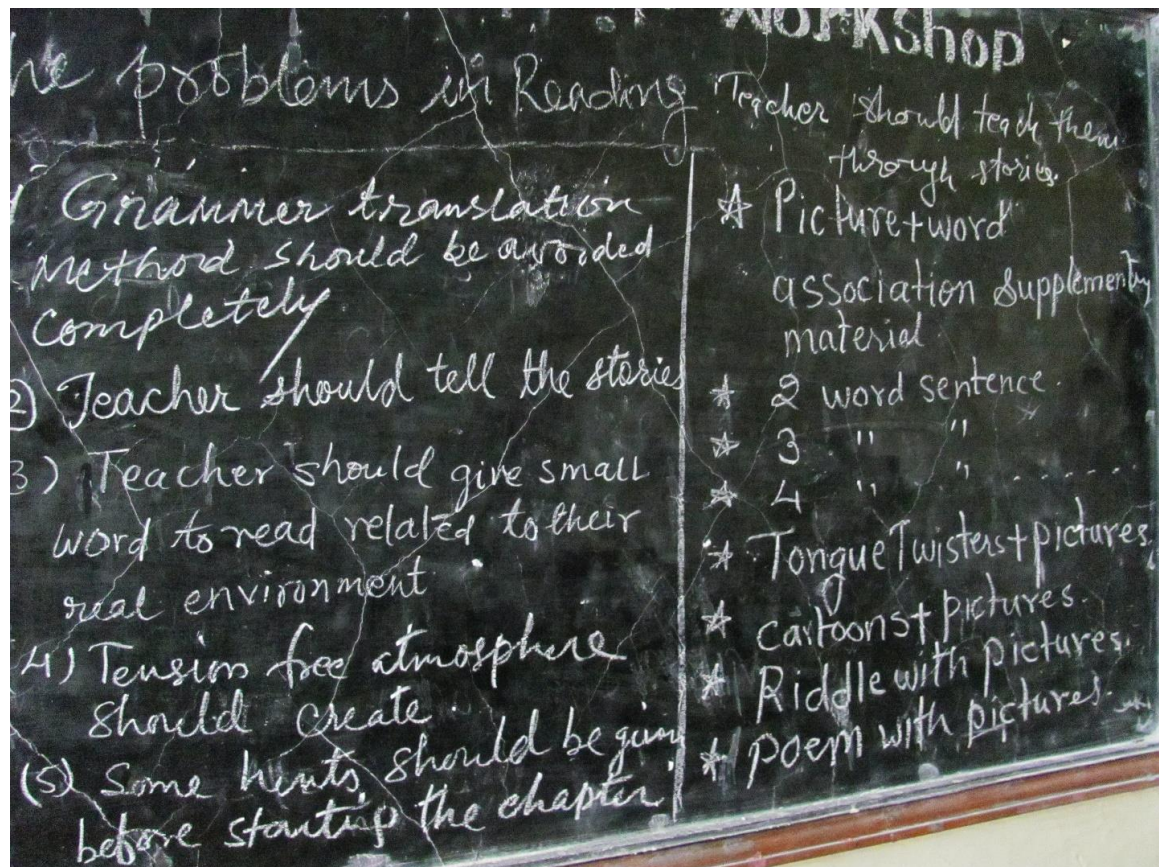 Workshop
he problems in Reading
1 Grammer translation
Method should be avoided
completely
2) Teacher should tell the stories
3) Teacher should give small
word to read related to their
real environment
4) Tension free atmosphere
should create.
(5) Some hints, should be given
before starting the chapter
Teacher should teach them
through stories.
☆ Picture+word
association Supplementry
material
☆ 2 word sentence.
☆ 3 " "
☆ 4 " " ......
☆ Tongue Twisters+pictures.
☆ cartoons+pictures.
☆ Riddle with pictures.
☆ poem with pictures.